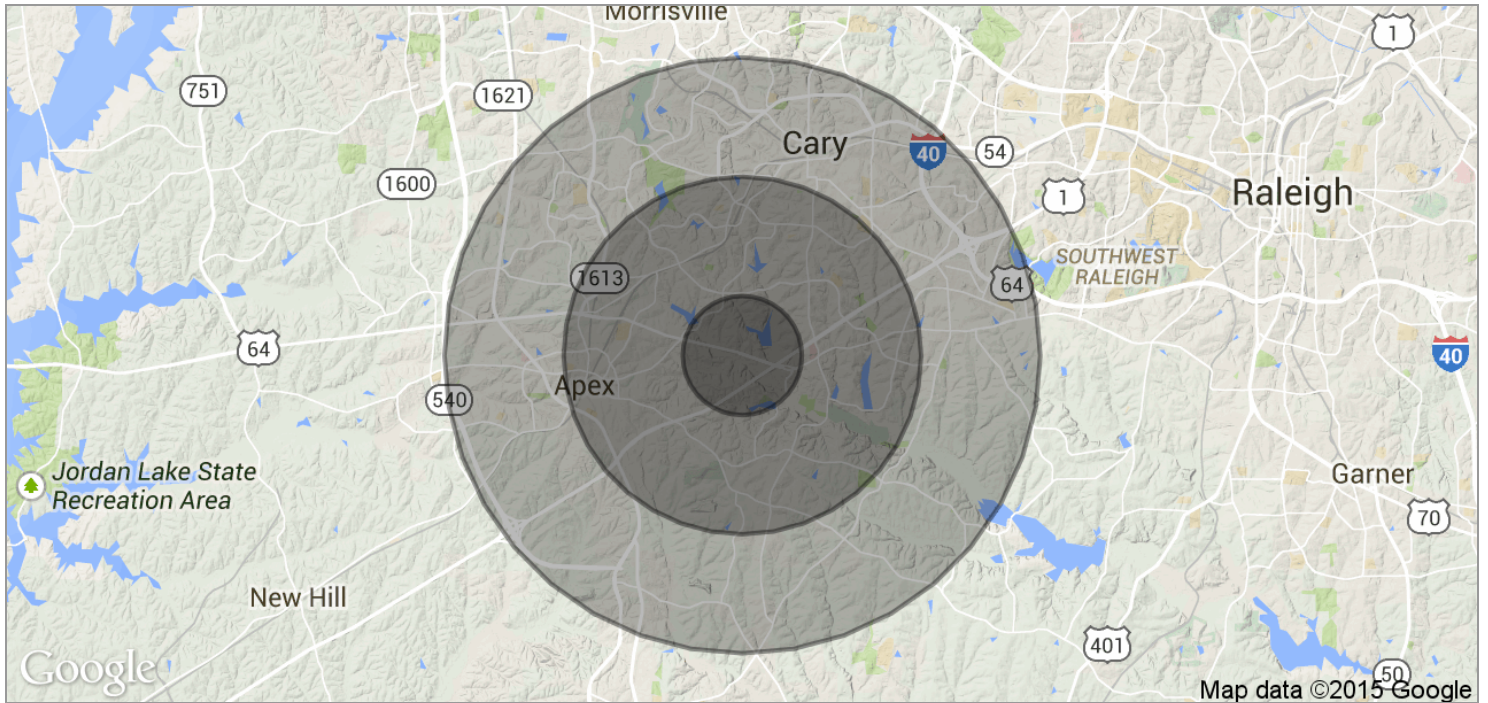 Morrisville
1
751
1621
Cary
40
54
1600
1
Raleigh
SOUTHWEST
RALEIGH
1613
64
64
40
Apex
540
Jordan Lake State
Recreation Area
Garner
70
New Hill
401
Google
50
Map data ©2015 Google